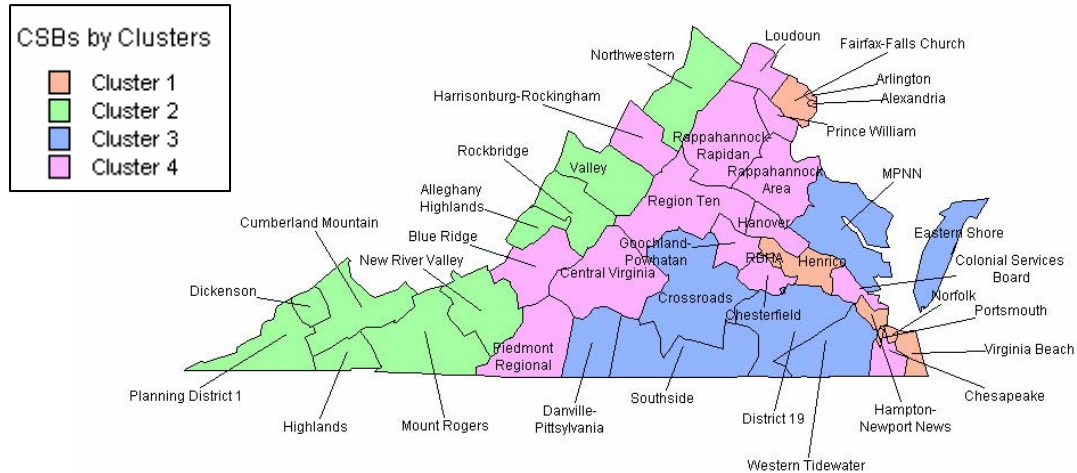 CSBs by Clusters
Cluster 1
Cluster 2
Cluster 3
Cluster 4
Loudoun
Fairfax-Falls Church
Northwestern
Arlington
Alexandria
Harrisonburg-Rockingham
Prince William
Rappahannock-
Rapidan
Rockbridge
Valley
Rappahannock
Area
MPNN
Alleghany
Highlands
Region Ten
Cumberland Mountain
Hanover
Eastern Shore
Blue Ridge
Goochland-
Powhatan
New River Valley
RBHA
Henrico
Colonial Services
Board
Central Virginia
Dickenson
Crossroads
Norfolk
Chesterfield
Portsmouth
Piedmont
Regional
Virginia Beach
Planning District 1
Chesapeake
Highlands
Mount Rogers
Danville-
Pittsylvania
Southside
District 19
Hampton-
Newport News
Western Tidewater